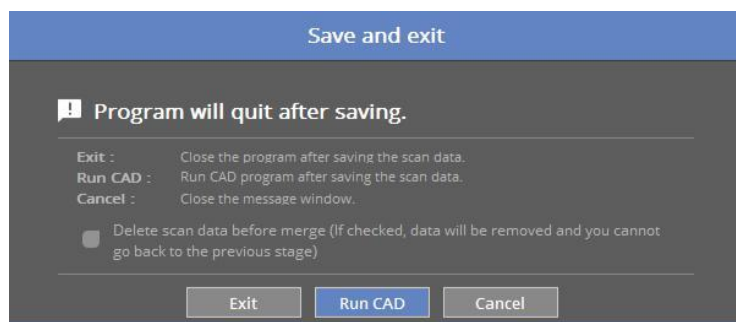 Save and exit
Program will quit after saving.
Exit : Close the program after saving the scan data.
Run CAD : Run CAD program after saving the scan data.
Cancel : Close the message window.
Delete scan data before merge (If checked, data will be removed and you cannot
go back to the previous stage)
Exit Run CAD Cancel